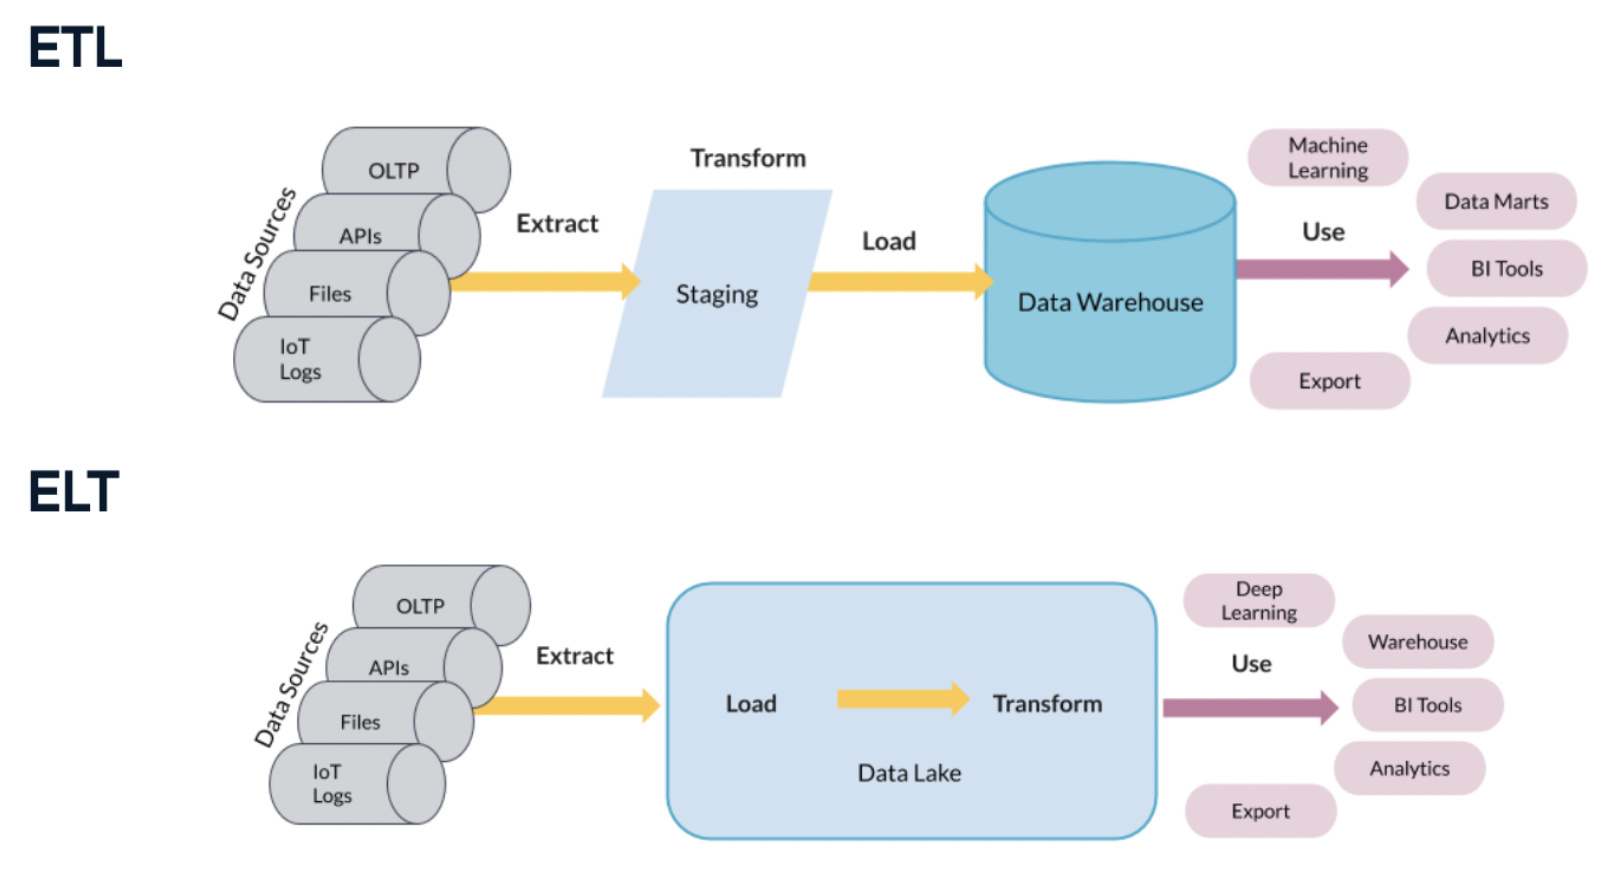 ETL
Data Sources
OLTP
APIs
Files
IoT
Logs
Extract
Transform
Staging
Load
Data Warehouse
Use
Machine
Learning
Data Marts
BI Tools
Analytics
Export
ELT
Data Sources
OLTP
APIs
Files
IoT
Logs
Extract
Load
Transform
Data Lake
Use
Deep
Learning
Warehouse
BI Tools
Analytics
Export